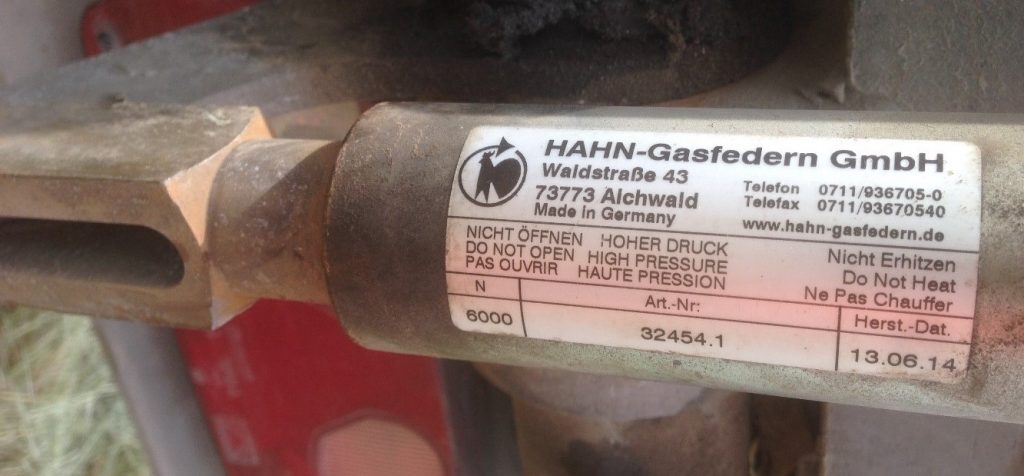 HAHN-Gasfedern GmbH
Waldstraße 43
73773 Alchwald
Made in Germany
Telefon 0711/936705-0
Telefax 0711/93670540
www.hahn-gasfedern.de
NICHT ÖFFNEN HOHER DRUCK
DO NOT OPEN HIGH PRESSURE
PAS OUVRIR HAUTE PRESSION
Nicht Erhitzen
Do Not Heat
Ne Pas Chauffer
N
Art.-Nr:
Herst.-Dat.
6000
32454.1
13.06.14